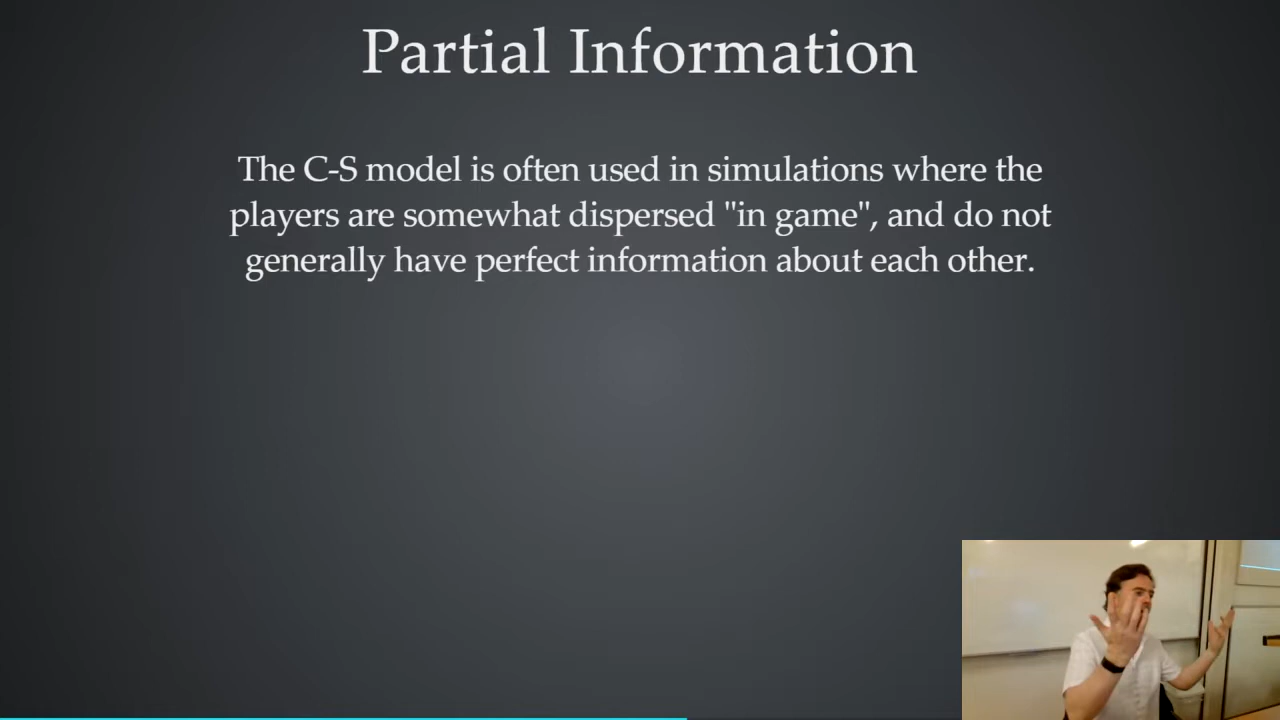 Partial Information
The C-S model is often used in simulations where the
players are somewhat dispersed "in game", and do not
generally have perfect information about each other.